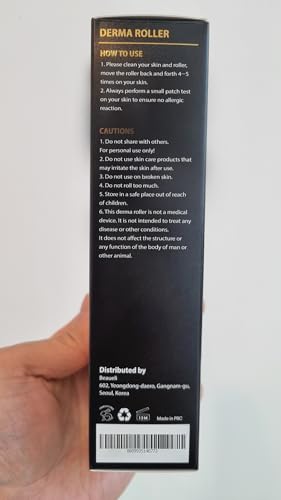 DERMA ROLLER
HOW TO USE
1. Please clean your skin and roller,
move the roller back and forth 4~5
times on your skin.
2. Always perform a small patch test
on your skin to ensure no allergic
reaction.
CAUTIONS
1. Do not share with others.
For personal use only!
2. Do not use skin care products that
may irritate the skin after use.
3. Do not use on broken skin.
4. Do not roll too much.
5. Store in a safe place out of reach
of children.
6. This derma roller is not a medical
device. It is not intended to treat any
disease or other conditions.
It does not affect the structure or
any function of the body of man or
other animal.
Distributed by
Beaueli
602, Yeongdong-daero, Gangnam-gu,
Seoul, Korea
Made in PRC